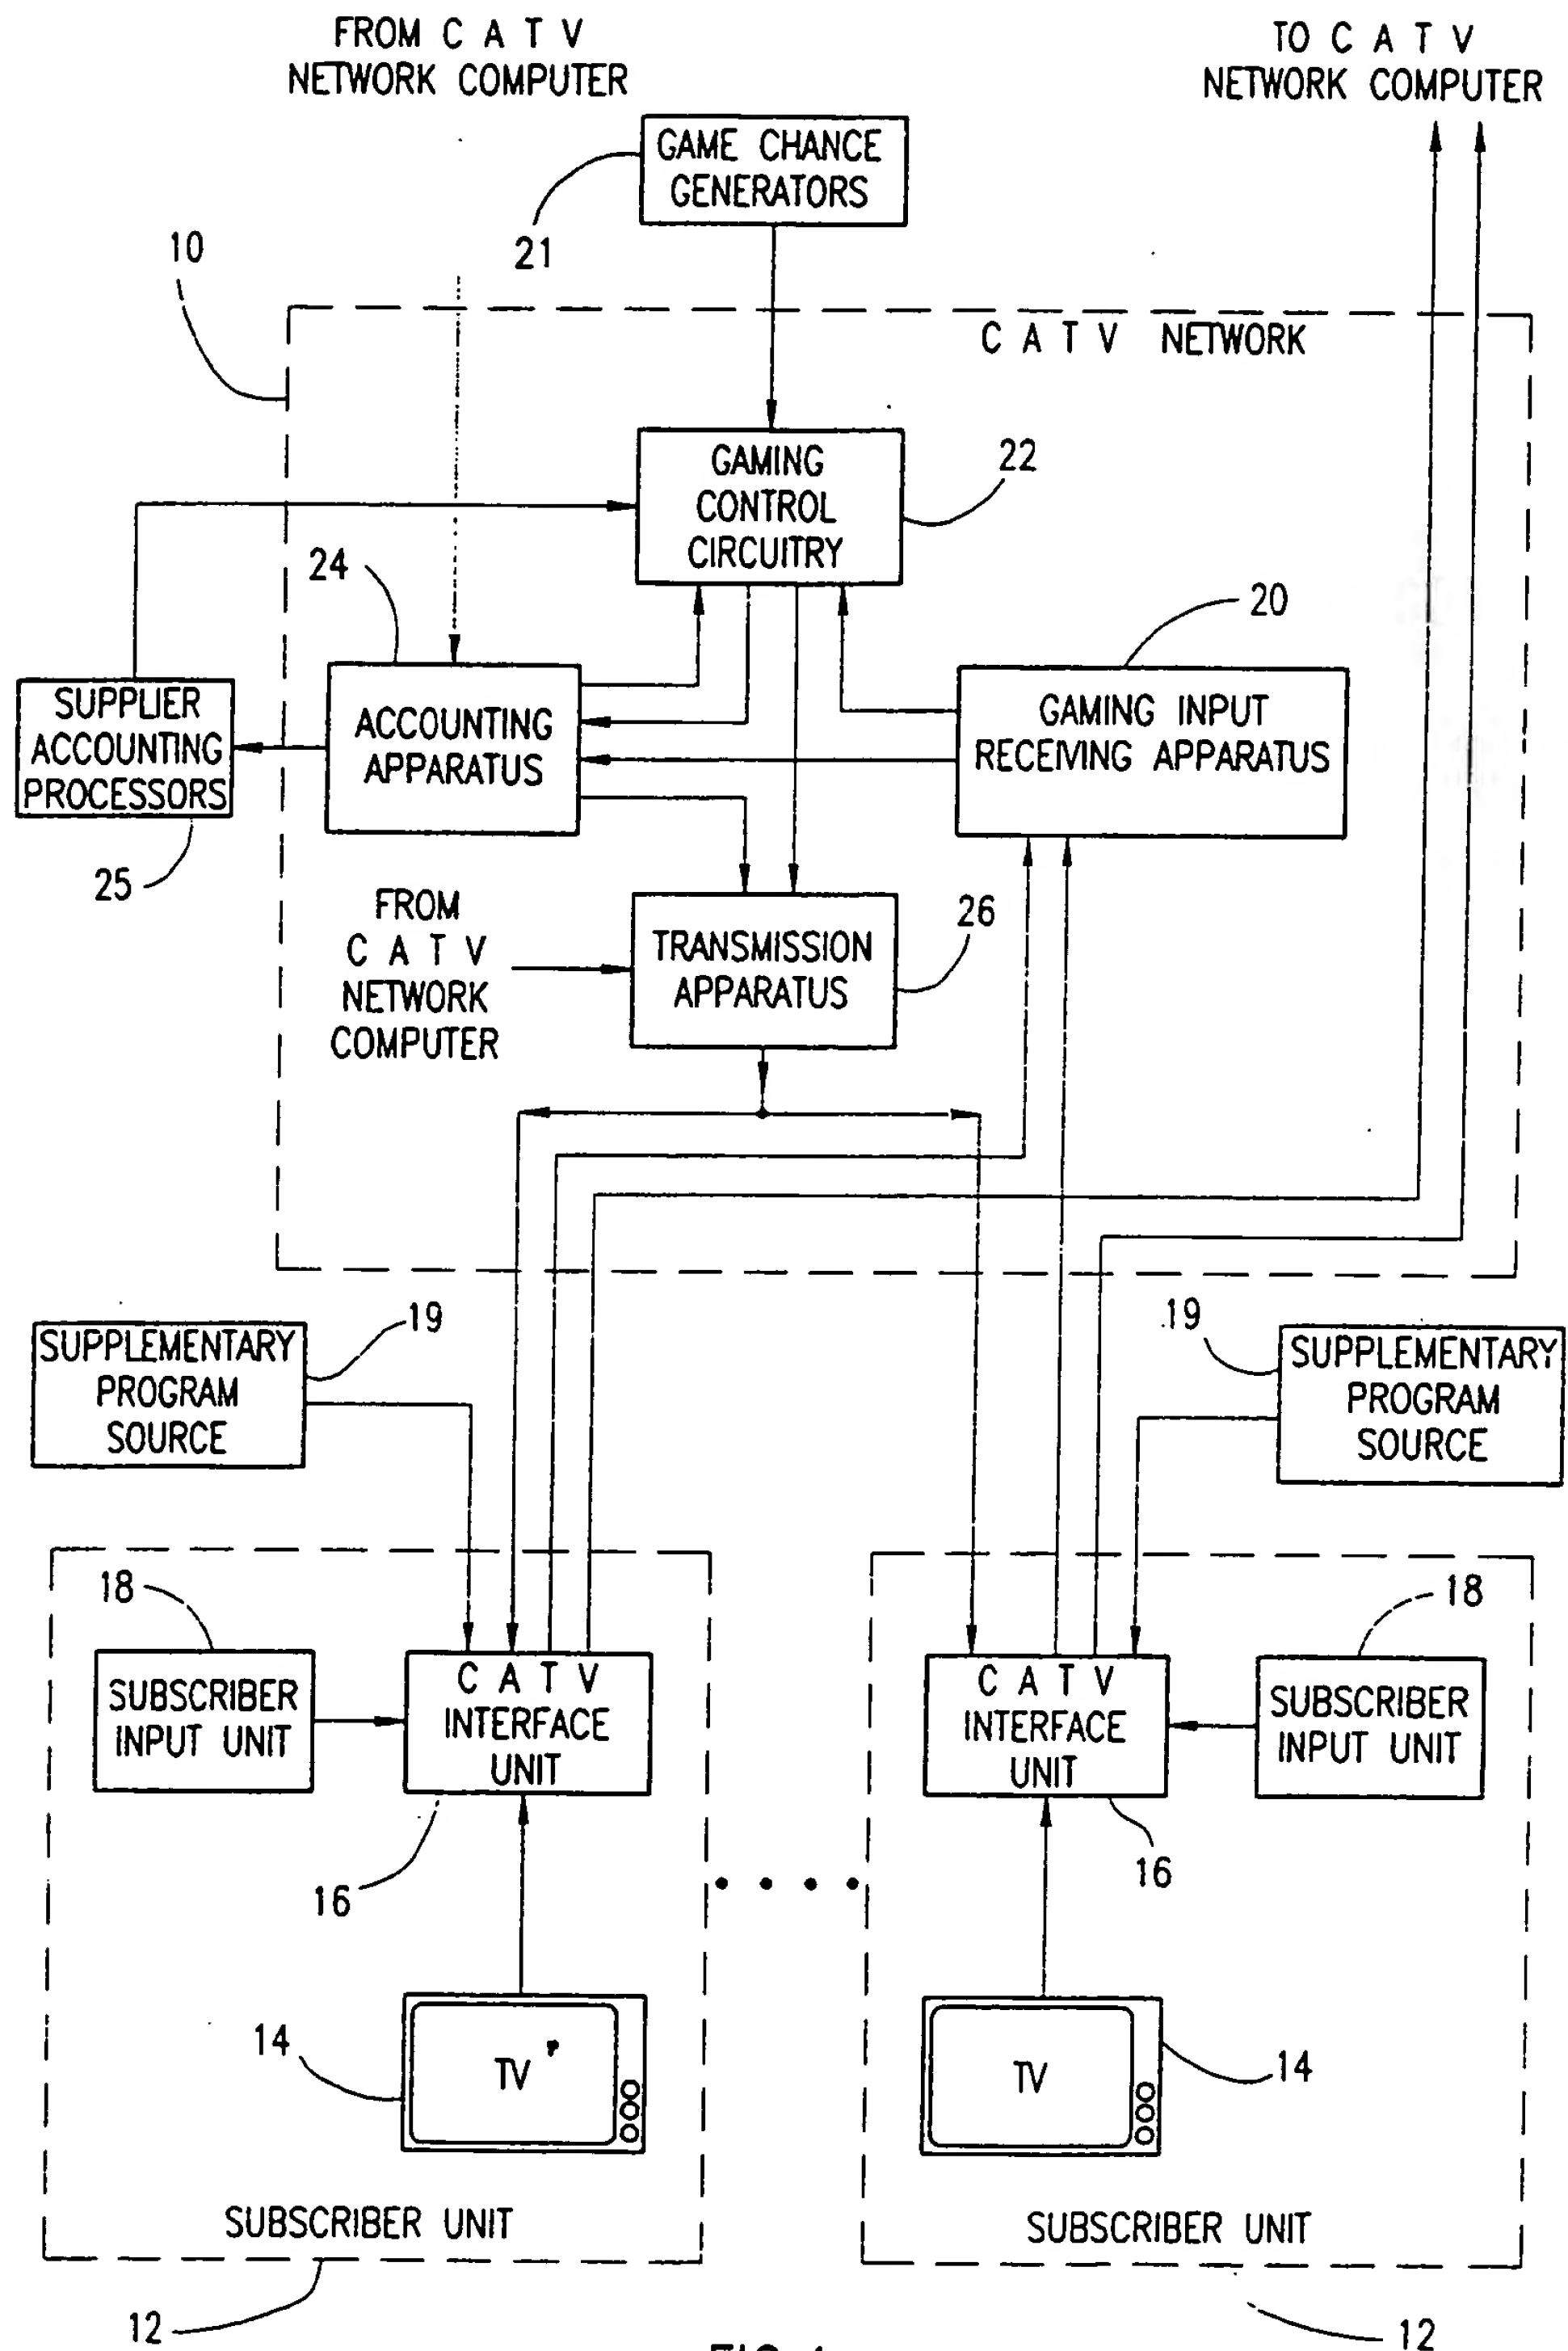 FROM C A T V
NETWORK COMPUTER
TO C A T V
NETWORK COMPUTER
GAME CHANCE
GENERATORS
21
10
C A T V NETWORK
GAMING
CONTROL
CIRCUITRY
22
24
20
SUPPLIER
ACCOUNTING
PROCESSORS
25
ACCOUNTING
APPARATUS
GAMING INPUT
RECEIVING APPARATUS
FROM
C A T V
NETWORK
COMPUTER
TRANSMISSION
APPARATUS
26
SUPPLEMENTARY
PROGRAM
SOURCE
19
19
SUPPLEMENTARY
PROGRAM
SOURCE
18
SUBSCRIBER
INPUT UNIT
C A T V
INTERFACE
UNIT
16
C A T V
INTERFACE
UNIT
16
18
SUBSCRIBER
INPUT UNIT
14
TV
TV
14
SUBSCRIBER UNIT
SUBSCRIBER UNIT
12
12